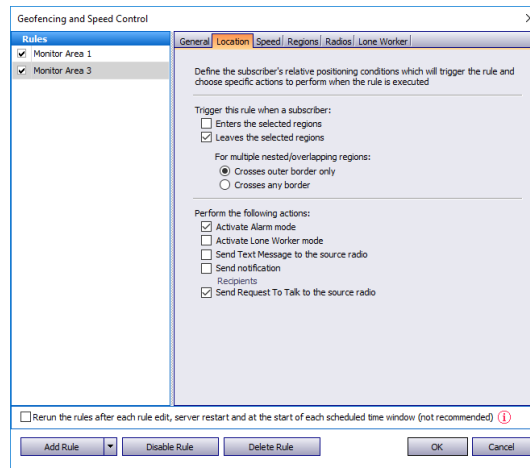 Geofencing and Speed Control
Rules
Monitor Area 1
Monitor Area 3
General Location Speed Regions Radios Lone Worker
Define the subscriber's relative positioning conditions which will trigger the rule and
choose specific actions to perform when the rule is executed
Trigger this rule when a subscriber:
Enters the selected regions
Leaves the selected regions
For multiple nested/overlapping regions:
Crosses outer border only
Crosses any border
Perform the following actions:
Activate Alarm mode
Activate Lone Worker mode
Send Text Message to the source radio
Send notification
Recipients
Send Request To Talk to the source radio
Rerun the rules after each rule edit, server restart and at the start of each scheduled time window (not recommended) i
Add Rule Disable Rule Delete Rule OK Cancel